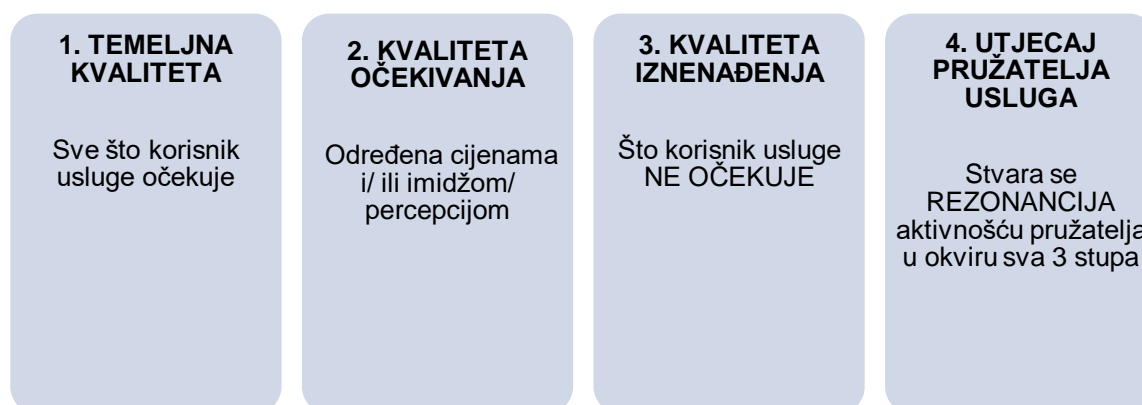 1. TEMELJNA
KVALITETA
Sve što korisnik
usluge očekuje
2. KVALITETA
OČEKIVANJA
Određena cijenama
i/ ili imidžom/
percepcijom
3. KVALITETA
IZNENAĐENJA
Što korisnik usluge
NE OČEKUJE
4. UTJECAJ
PRUŽATELJA
USLUGA
Stvara se
REZONANCIJA
aktivnošću pružatelja
u okviru sva 3 stupa